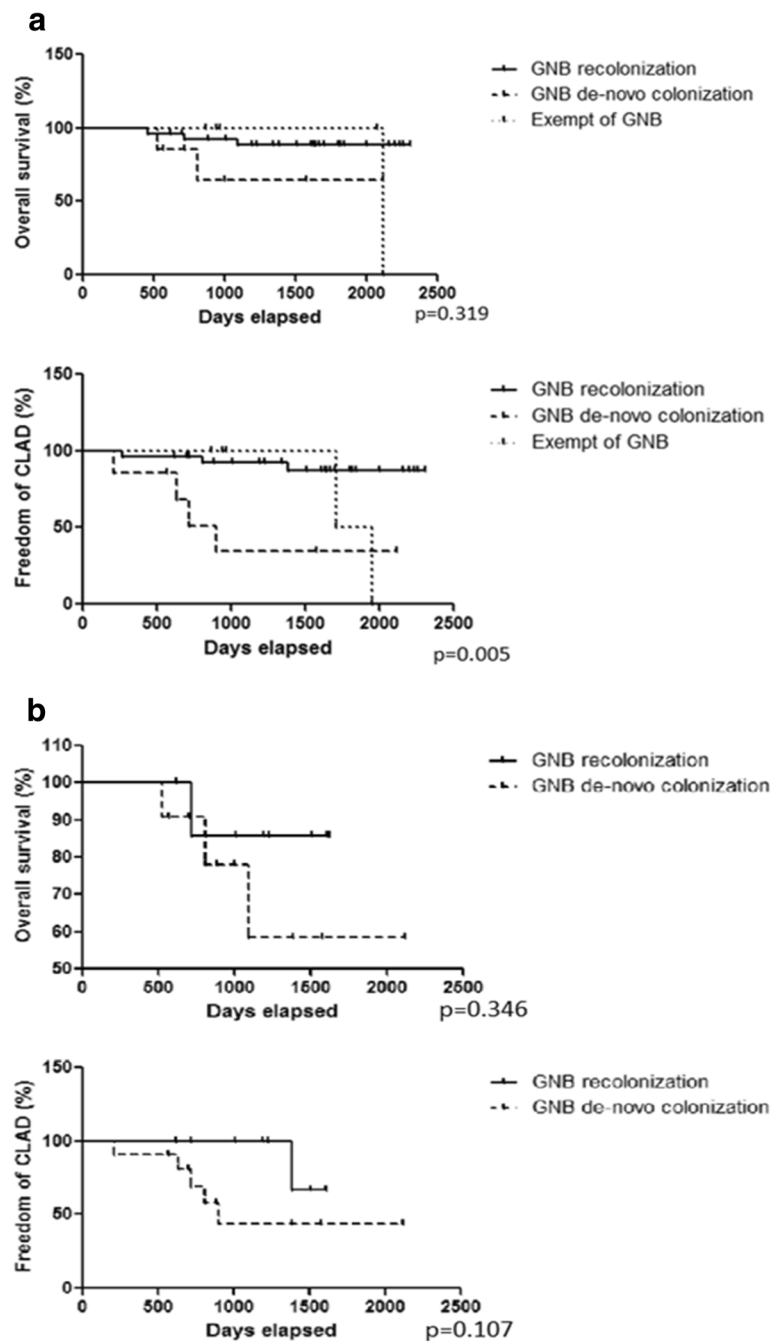 a
Overall survival (%)
150
100
50
0
0 500 1000 1500 2000 2500
Days elapsed
p=0.319
GNB recolonization
GNB de-novo colonization
Exempt of GNB
Freedom of CLAD (%)
150
100
50
0
0 500 1000 1500 2000 2500
Days elapsed
p=0.005
GNB recolonization
GNB de-novo colonization
Exempt of GNB
b
Overall survival (%)
110
100
90
80
70
60
50
0 500 1000 1500 2000 2500
Days elapsed
p=0.346
GNB recolonization
GNB de-novo colonization
Freedom of CLAD (%)
150
100
50
0
0 500 1000 1500 2000 2500
Days elapsed
p=0.107
GNB recolonization
GNB de-novo colonization